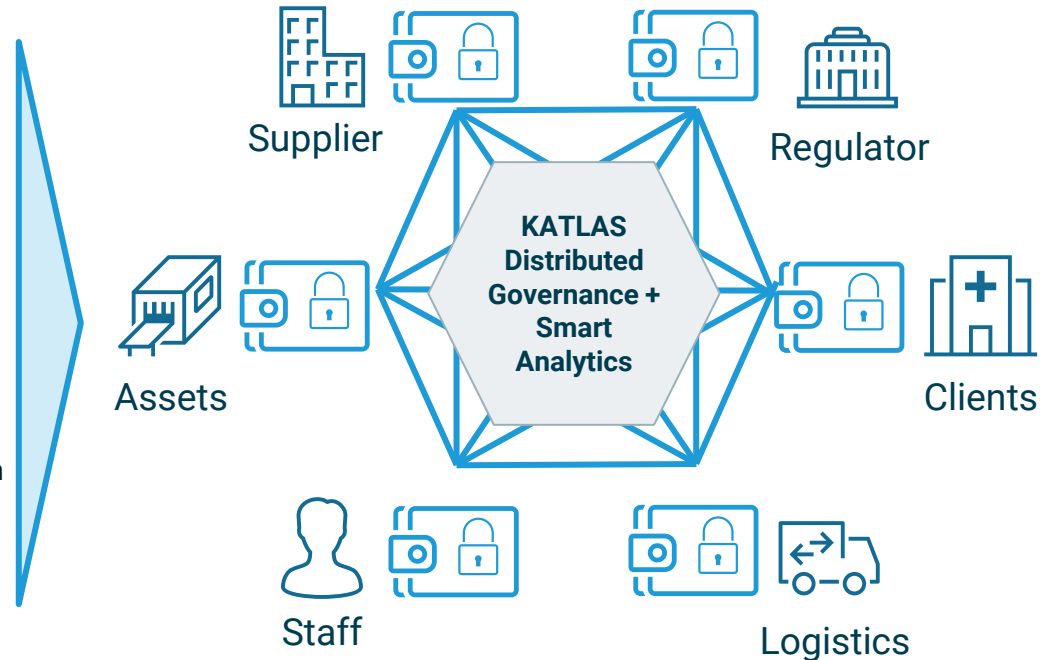 Supplier
Regulator
KATLAS
Distributed
Governance +
Smart
Analytics
Assets
Clients
Staff
Logistics